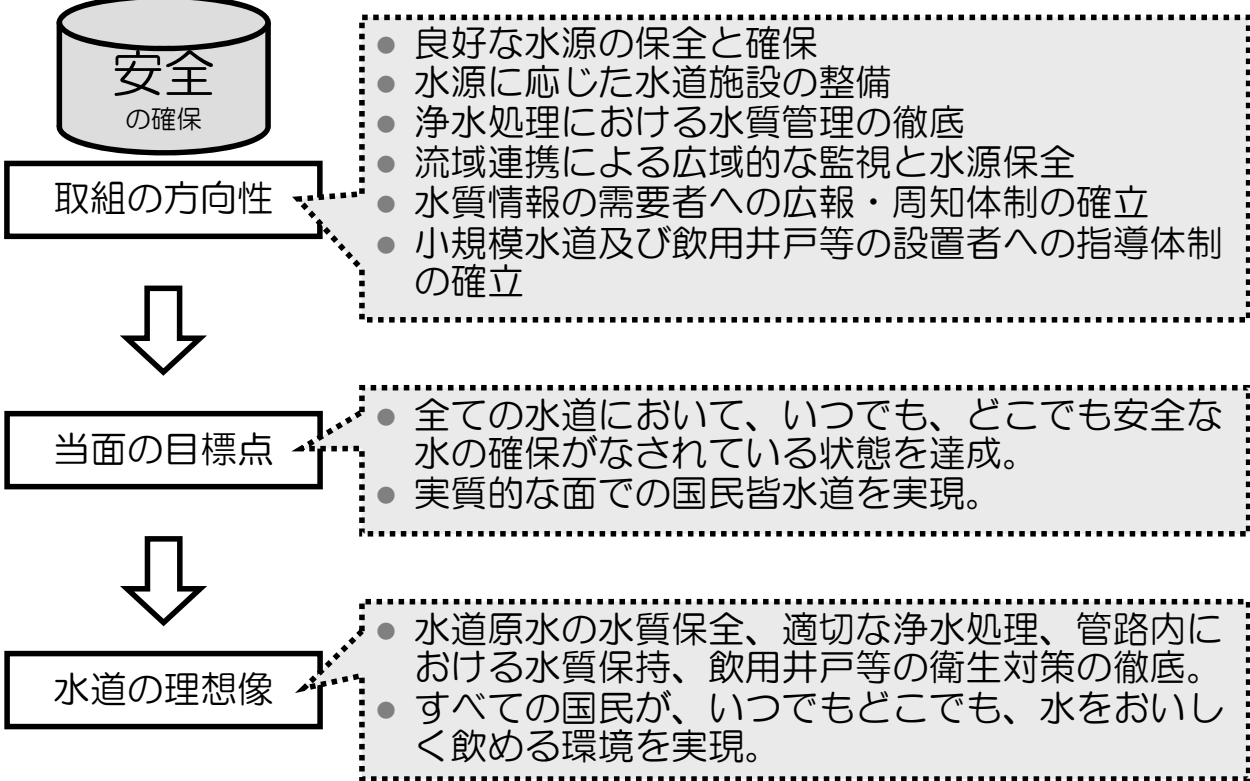 安全
の確保
取組の方向性
● 良好な水源の保全と確保
● 水源に応じた水道施設の整備
● 浄水処理における水質管理の徹底
● 流域連携による広域的な監視と水源保全
● 水質情報の需要者への広報・周知体制の確立
● 小規模水道及び飲用井戸等の設置者への指導体制
の確立
当面の目標点
● 全ての水道において、いつでも、どこでも安全な
水の確保がなされている状態を達成。
● 実質的な面での国民皆水道を実現。
水道の理想像
● 水道原水の水質保全、適切な浄水処理、管路内に
おける水質保持、飲用井戸等の衛生対策の徹底。
● すべての国民が、いつでもどこでも、水をおいし
く飲める環境を実現。